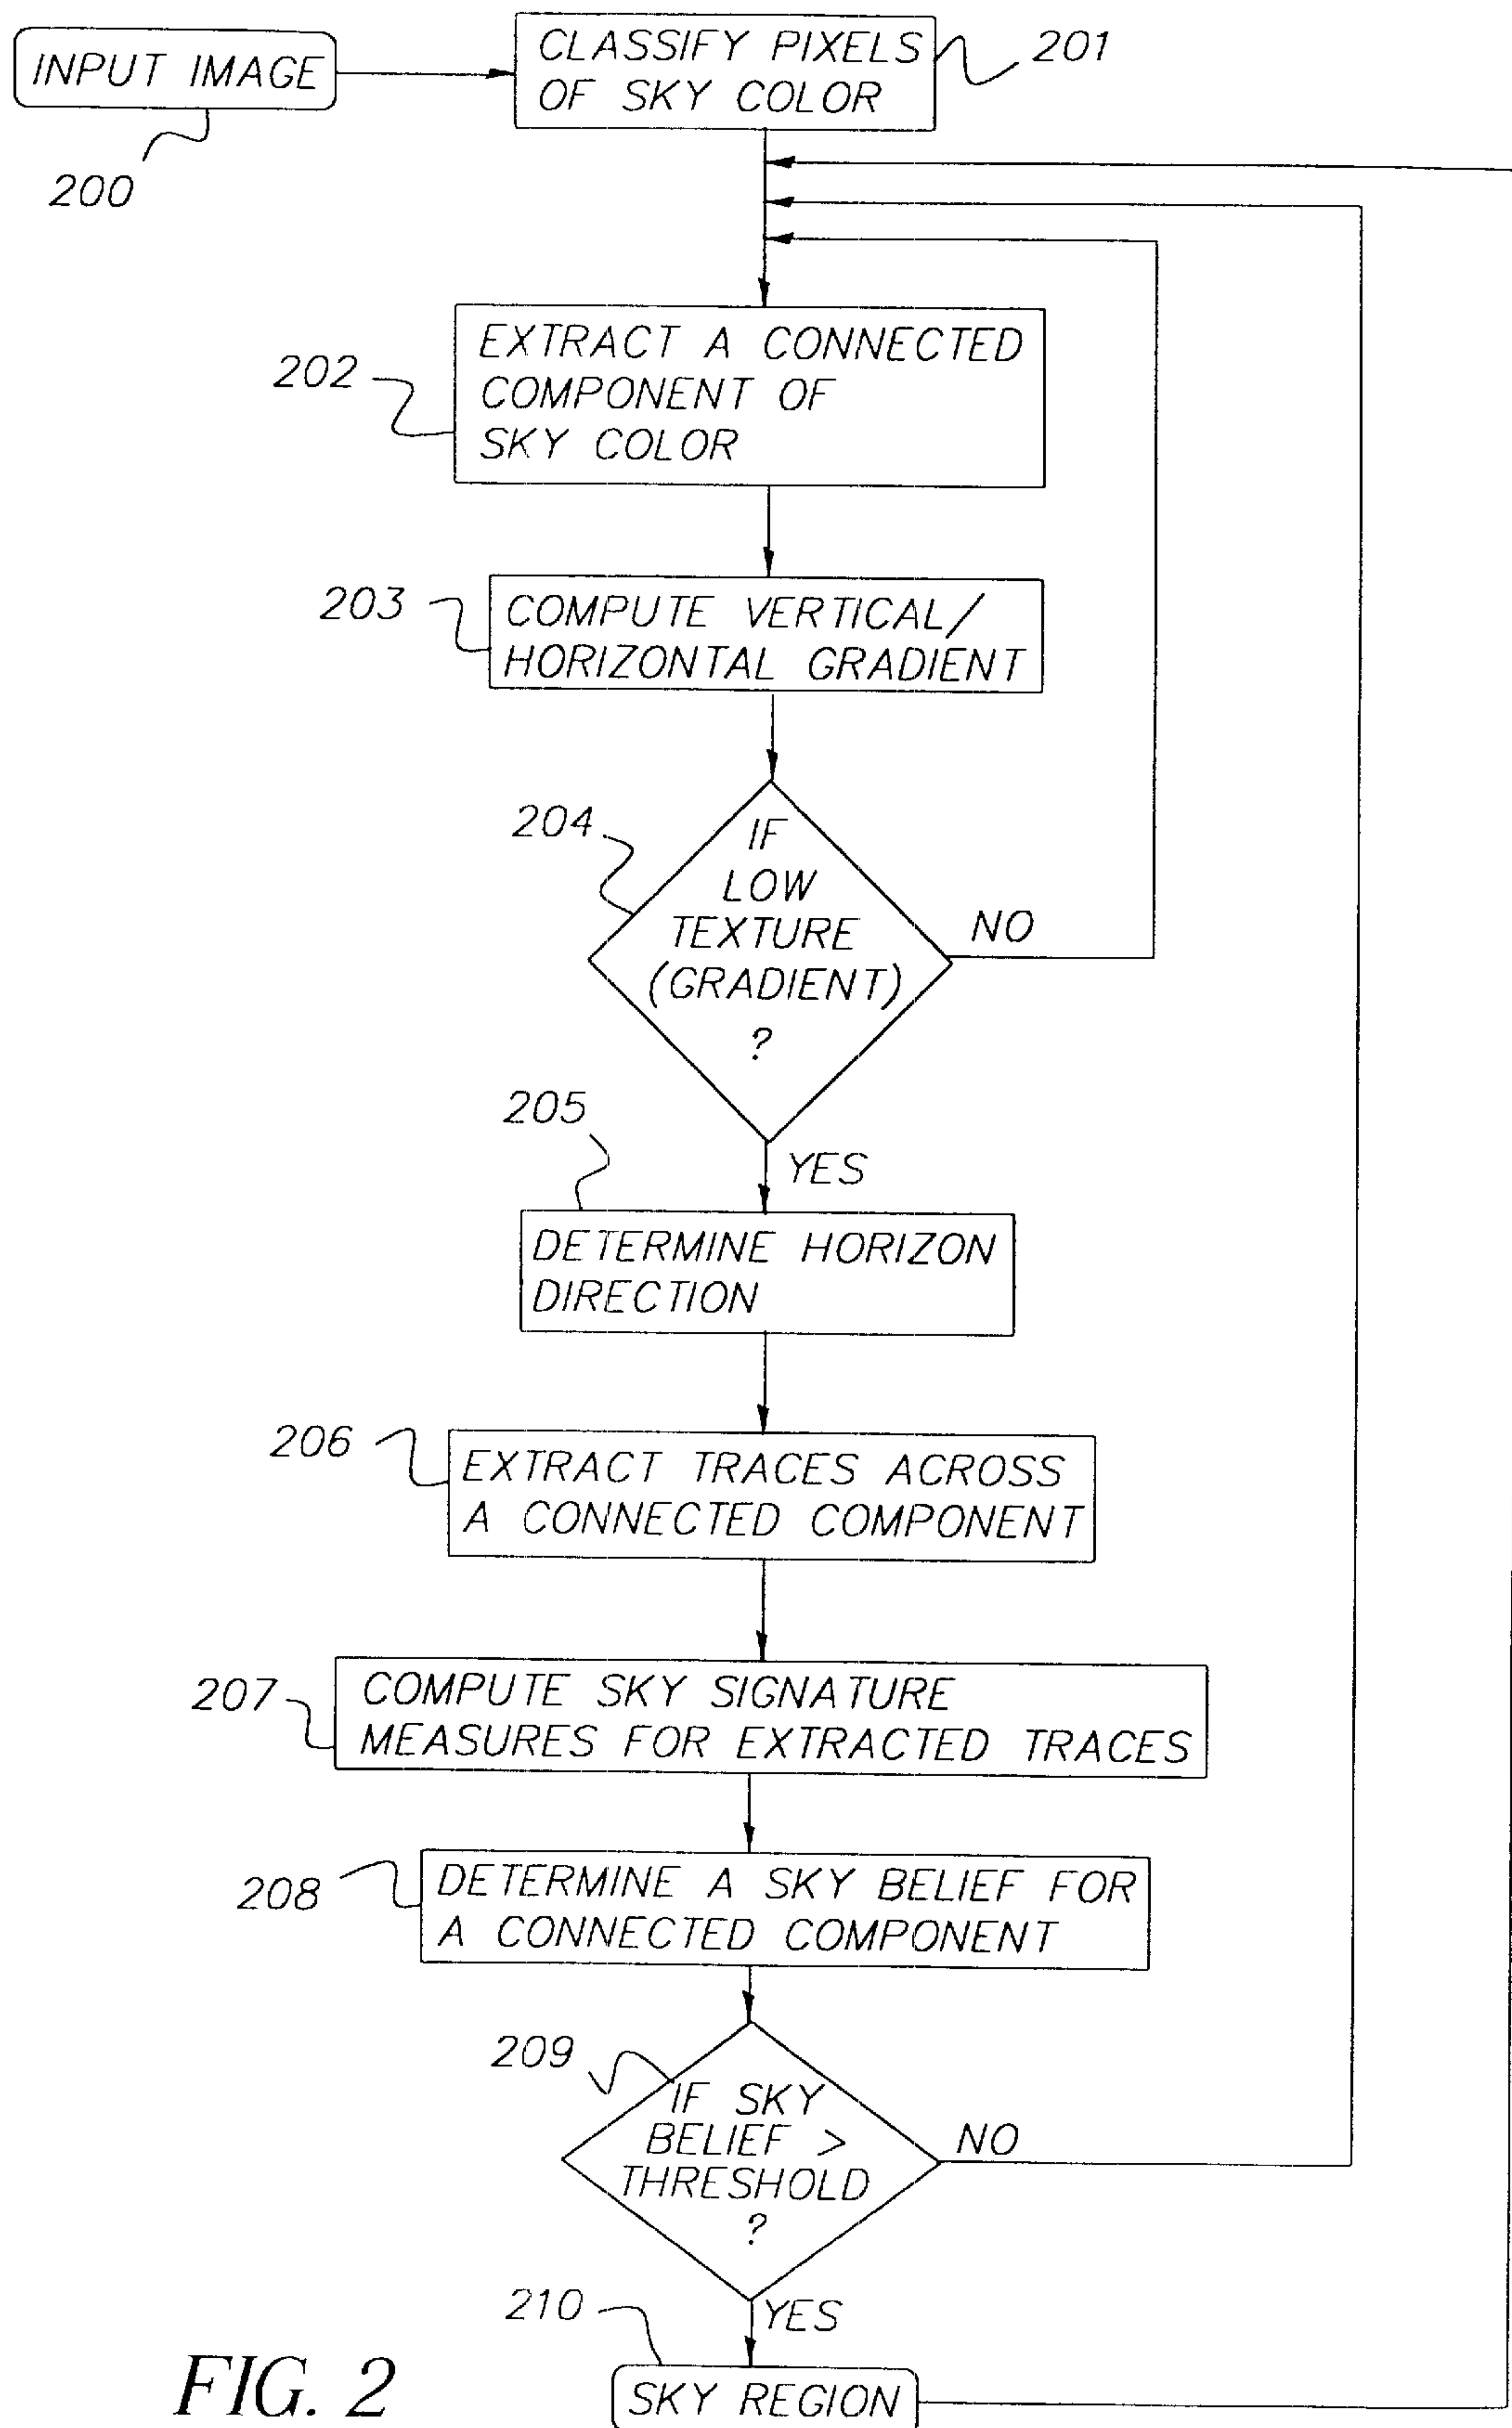 INPUT IMAGE
200
CLASSIFY PIXELS
OF SKY COLOR
201
202
EXTRACT A CONNECTED
COMPONENT OF
SKY COLOR
203
COMPUTE VERTICAL/
HORIZONTAL GRADIENT
204
IF
LOW
TEXTURE
(GRADIENT)
?
NO
YES
205
DETERMINE HORIZON
DIRECTION
206
EXTRACT TRACES ACROSS
A CONNECTED COMPONENT
207
COMPUTE SKY SIGNATURE
MEASURES FOR EXTRACTED TRACES
208
DETERMINE A SKY BELIEF FOR
A CONNECTED COMPONENT
209
IF SKY
BELIEF >
THRESHOLD
?
NO
YES
210
SKY REGION
FIG. 2